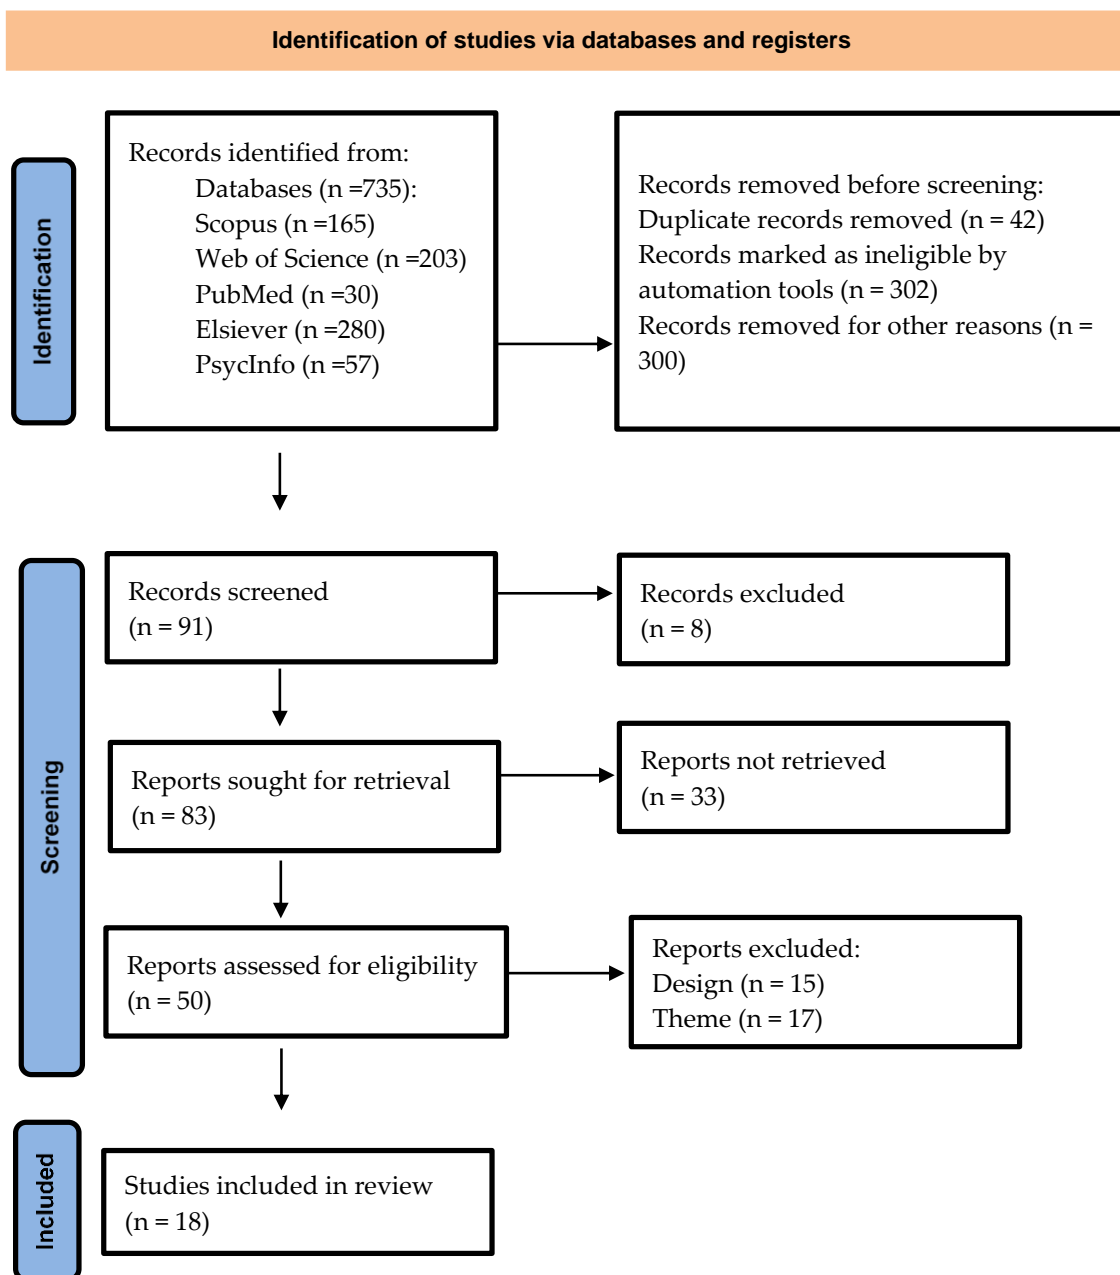 Identification of studies via databases and registers
Identification
Records identified from:
Databases (n =735):
Scopus (n =165)
Web of Science (n =203)
PubMed (n =30)
Elsiever (n =280)
PsycInfo (n =57)
Records removed before screening:
Duplicate records removed (n = 42)
Records marked as ineligible by
automation tools (n = 302)
Records removed for other reasons (n =
300)
Screening
Records screened
(n = 91)
Records excluded
(n = 8)
Reports sought for retrieval
(n = 83)
Reports not retrieved
(n = 33)
Reports assessed for eligibility
(n = 50)
Reports excluded:
Design (n = 15)
Theme (n = 17)
Included
Studies included in review
(n = 18)